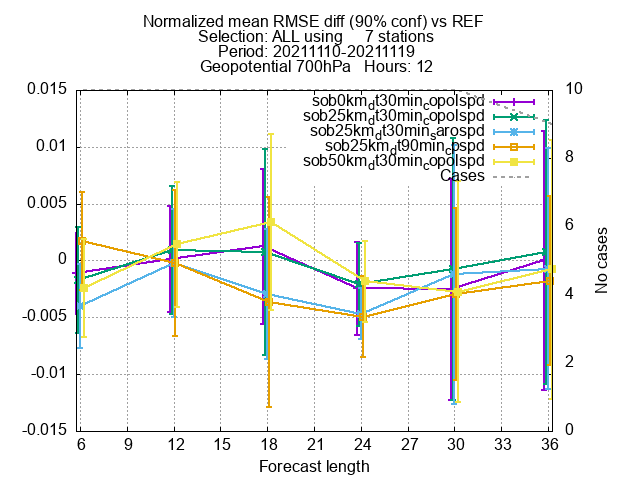 Normalized mean RMSE diff (90% conf) vs REF
Selection: ALL using     7 stations
Period: 20211110-20211119
Geopotential 700hPa   Hours: 12
sob0km_dt30min_copolspd
sob25km_dt30min_copolspd
sob25km_dt30min_sarospd
sob25km_dt90min_cpspd
sob50km_dt30min_copolspd
Cases
0.015
0.01
0.005
0
-0.005
-0.01
-0.015
10
8
6
4
2
0
No cases
6 9 12 15 18 21 24 27 30 33 36
Forecast length